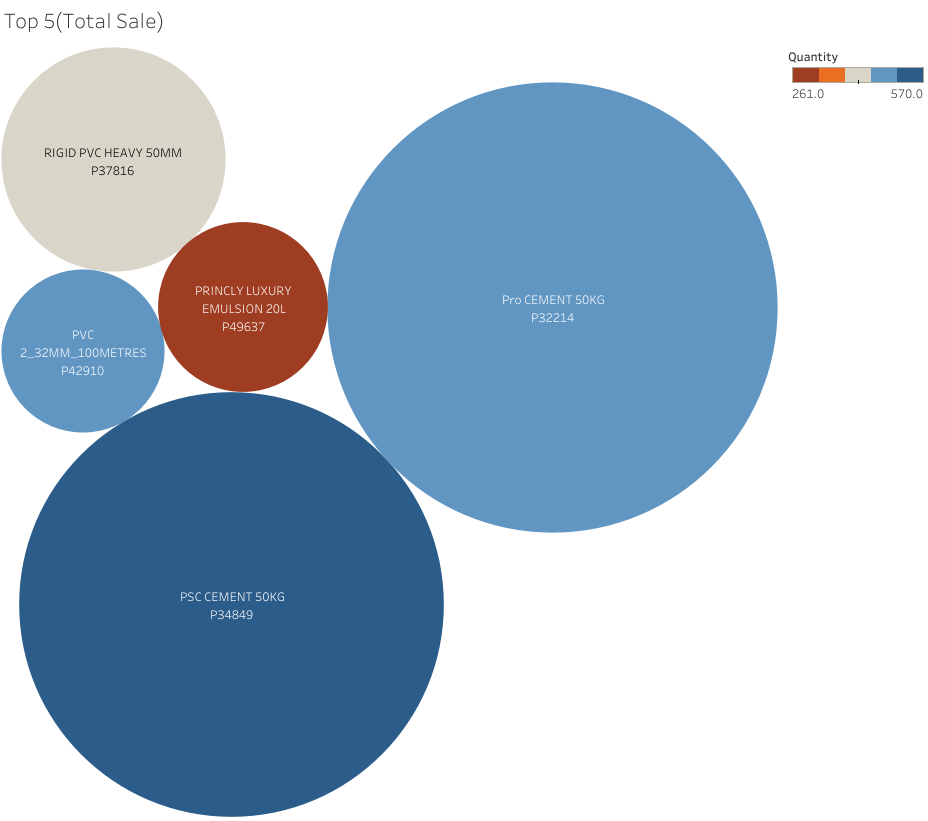 Top 5(Total Sale)
Quantity
261.0 570.0
RIGID PVC HEAVY 50MM
P37816
PRINCLY LUXURY
EMULSION 20L
P49637
Pro CEMENT 50KG
P32214
PVC
2_32MM_100METRES
P42910
PSC CEMENT 50KG
P34849